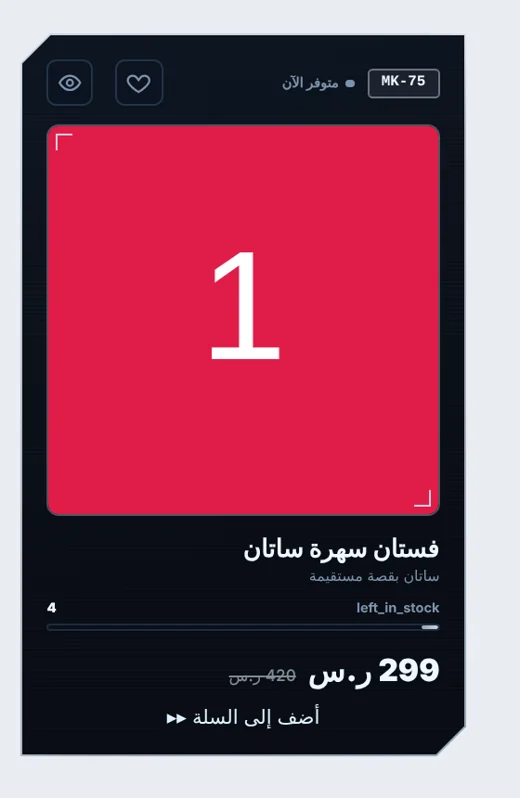 MK-75 متوفر الآن
1
فستان سهرة ساتان
ساتان بقصة مستقيمة
left_in_stock 4
299 ر.س 420 ر.س
أضف إلى السلة